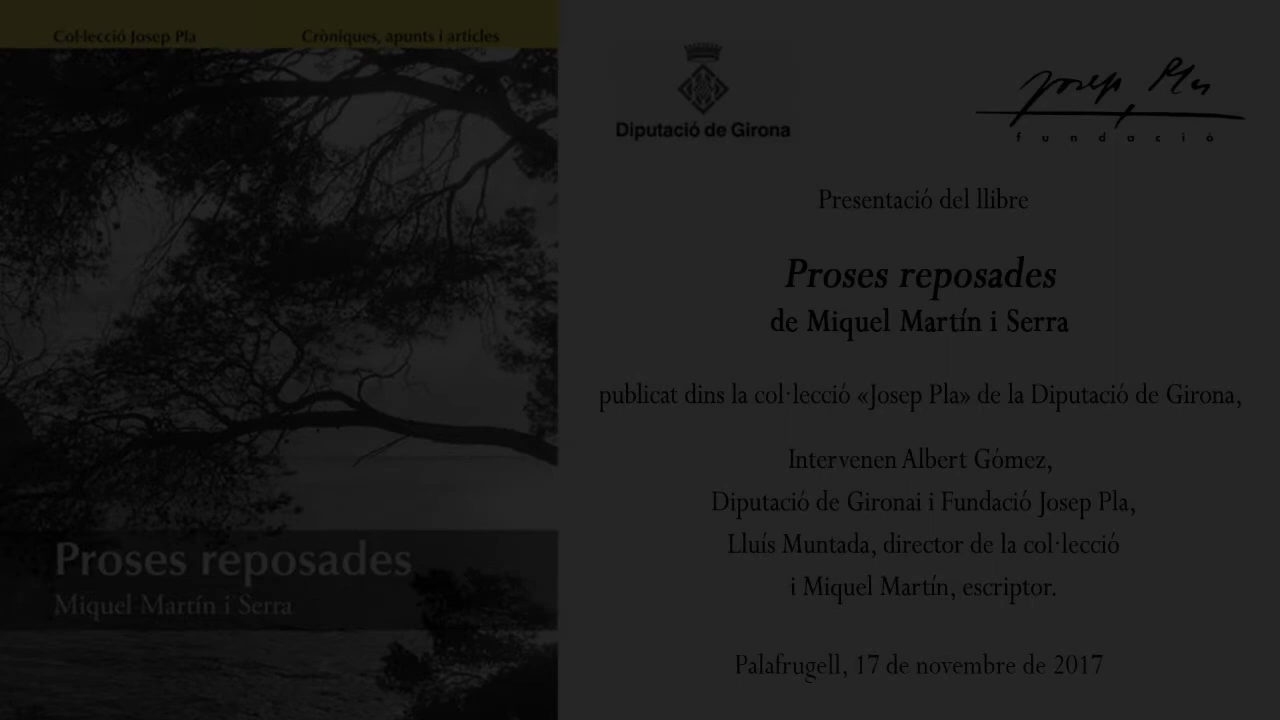 Col·lecció Josep Pla
Cròniques, apunts i articles
Proses reposades
Miquel Martín i Serra
Diputació de Girona
Josep Pla
fundació
Presentació del llibre
Proses reposades
de Miquel Martín i Serra
publicat dins la col·lecció «Josep Pla» de la Diputació de Girona,
Intervenen Albert Gómez,
Diputació de Gironai i Fundació Josep Pla,
Lluís Muntada, director de la col·lecció
i Miquel Martín, escriptor.
Palafrugell, 17 de novembre de 2017